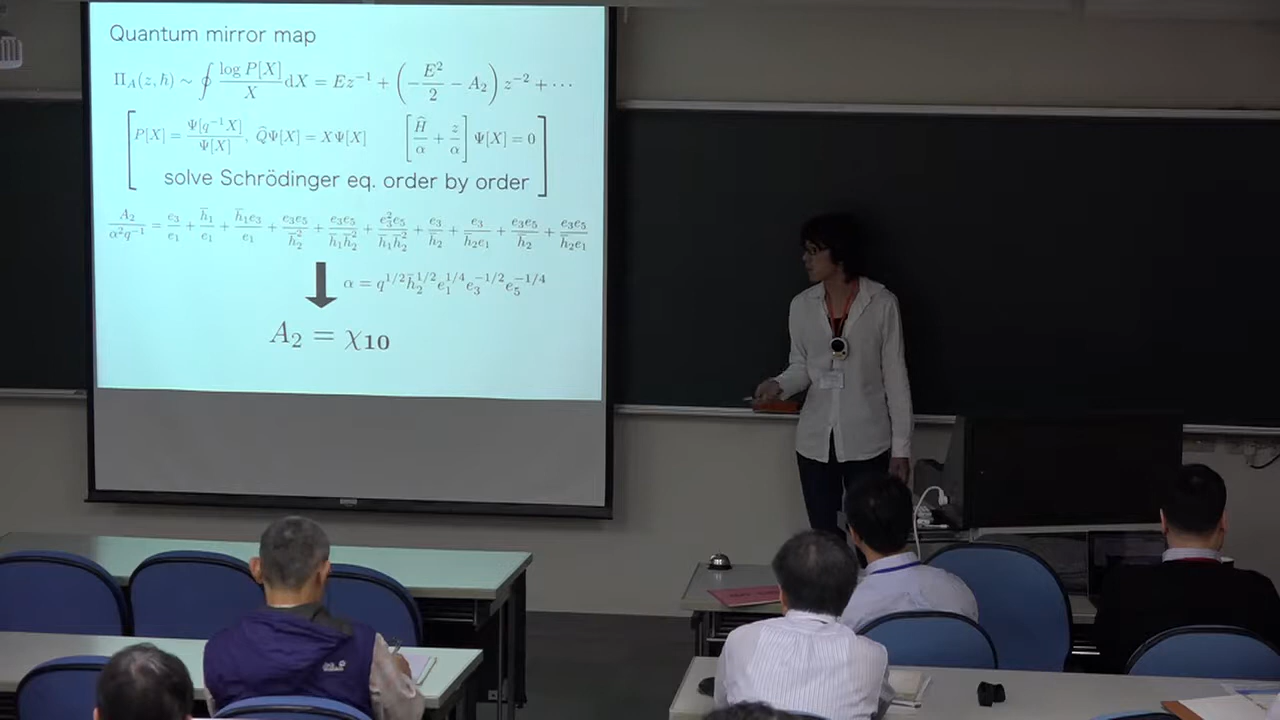 Quantum mirror map
Π_A(z, ħ) ∼ ∮ log P[X] / X dX = Ez⁻¹ + (−E²/2 − A₂) z⁻² + ⋯
[P[X] = Ψ[q⁻¹X] / Ψ[X], Q̂Ψ[X] = XΨ[X] [Ĥ/α + z/α] Ψ[X] = 0
solve Schrödinger eq. order by order]
A₂/α²q⁻¹ = e₃/e₁ + h̅₁/e₁ + h̅₁e₃/e₁ + e₃e₅/h̅₂² + e₃e₅/h̅₁h̅₂² + e₃²e₅/h̅₁h̅₂² + e₃/h̅₂ + e₃/h̅₂e₁ + e₃e₅/h̅₂ + e₃e₅/h̅₂e₁
α = q^{1/2} h̅₂^{1/2} e₁^{1/4} e₃^{−1/2} e₅^{−1/4}
A₂ = χ₁₀